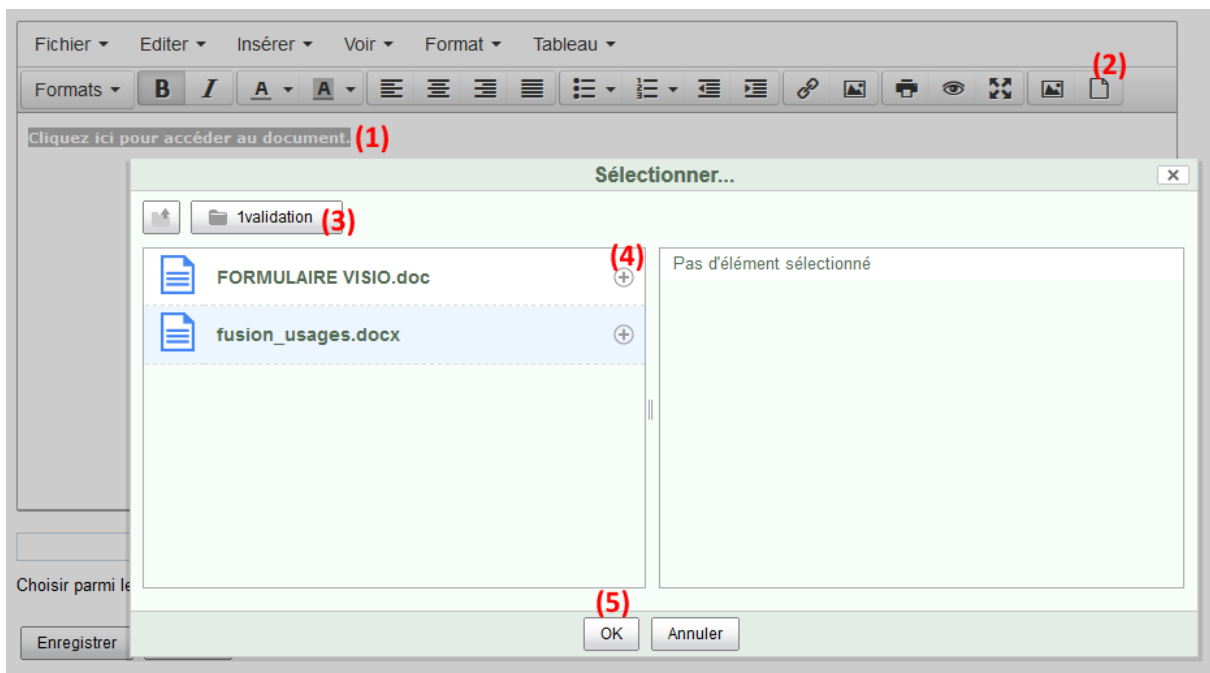 Fichier Editer Insérer Voir Format Tableau
(2)
Formats B I A A
Cliquez ici pour accéder au document. (1)
Sélectionner...
1validation (3)
(4)
FORMULAIRE VISIO.doc
Pas d'élément sélectionné
fusion_usages.docx
Choisir parmi le
(5)
Enregistrer OK Annuler